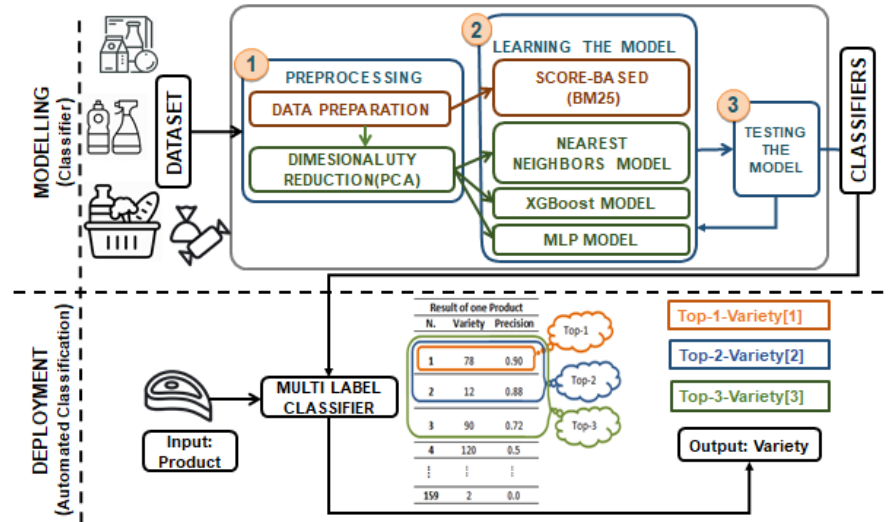 MODELLING
(Classifier)
DATASET
1
PREPROCESSING
DATA PREPARATION
DIMESIONALUTY
REDUCTION(PCA)
2
LEARNING THE MODEL
SCORE-BASED
(BM25)
NEAREST
NEIGHBORS MODEL
XGBoost MODEL
MLP MODEL
3
TESTING
THE
MODEL
CLASSIFIERS
DEPLOYMENT
(Automated Classification)
Input:
Product
MULTI LABEL
CLASSIFIER
Result of one Product
N. Variety Precision
1 78 0.90
2 12 0.88
3 90 0.72
4 120 0.5
⋮ ⋮ ⋮
159 2 0.0
Top-1
Top-2
Top-3
Top-1-Variety[1]
Top-2-Variety[2]
Top-3-Variety[3]
Output: Variety